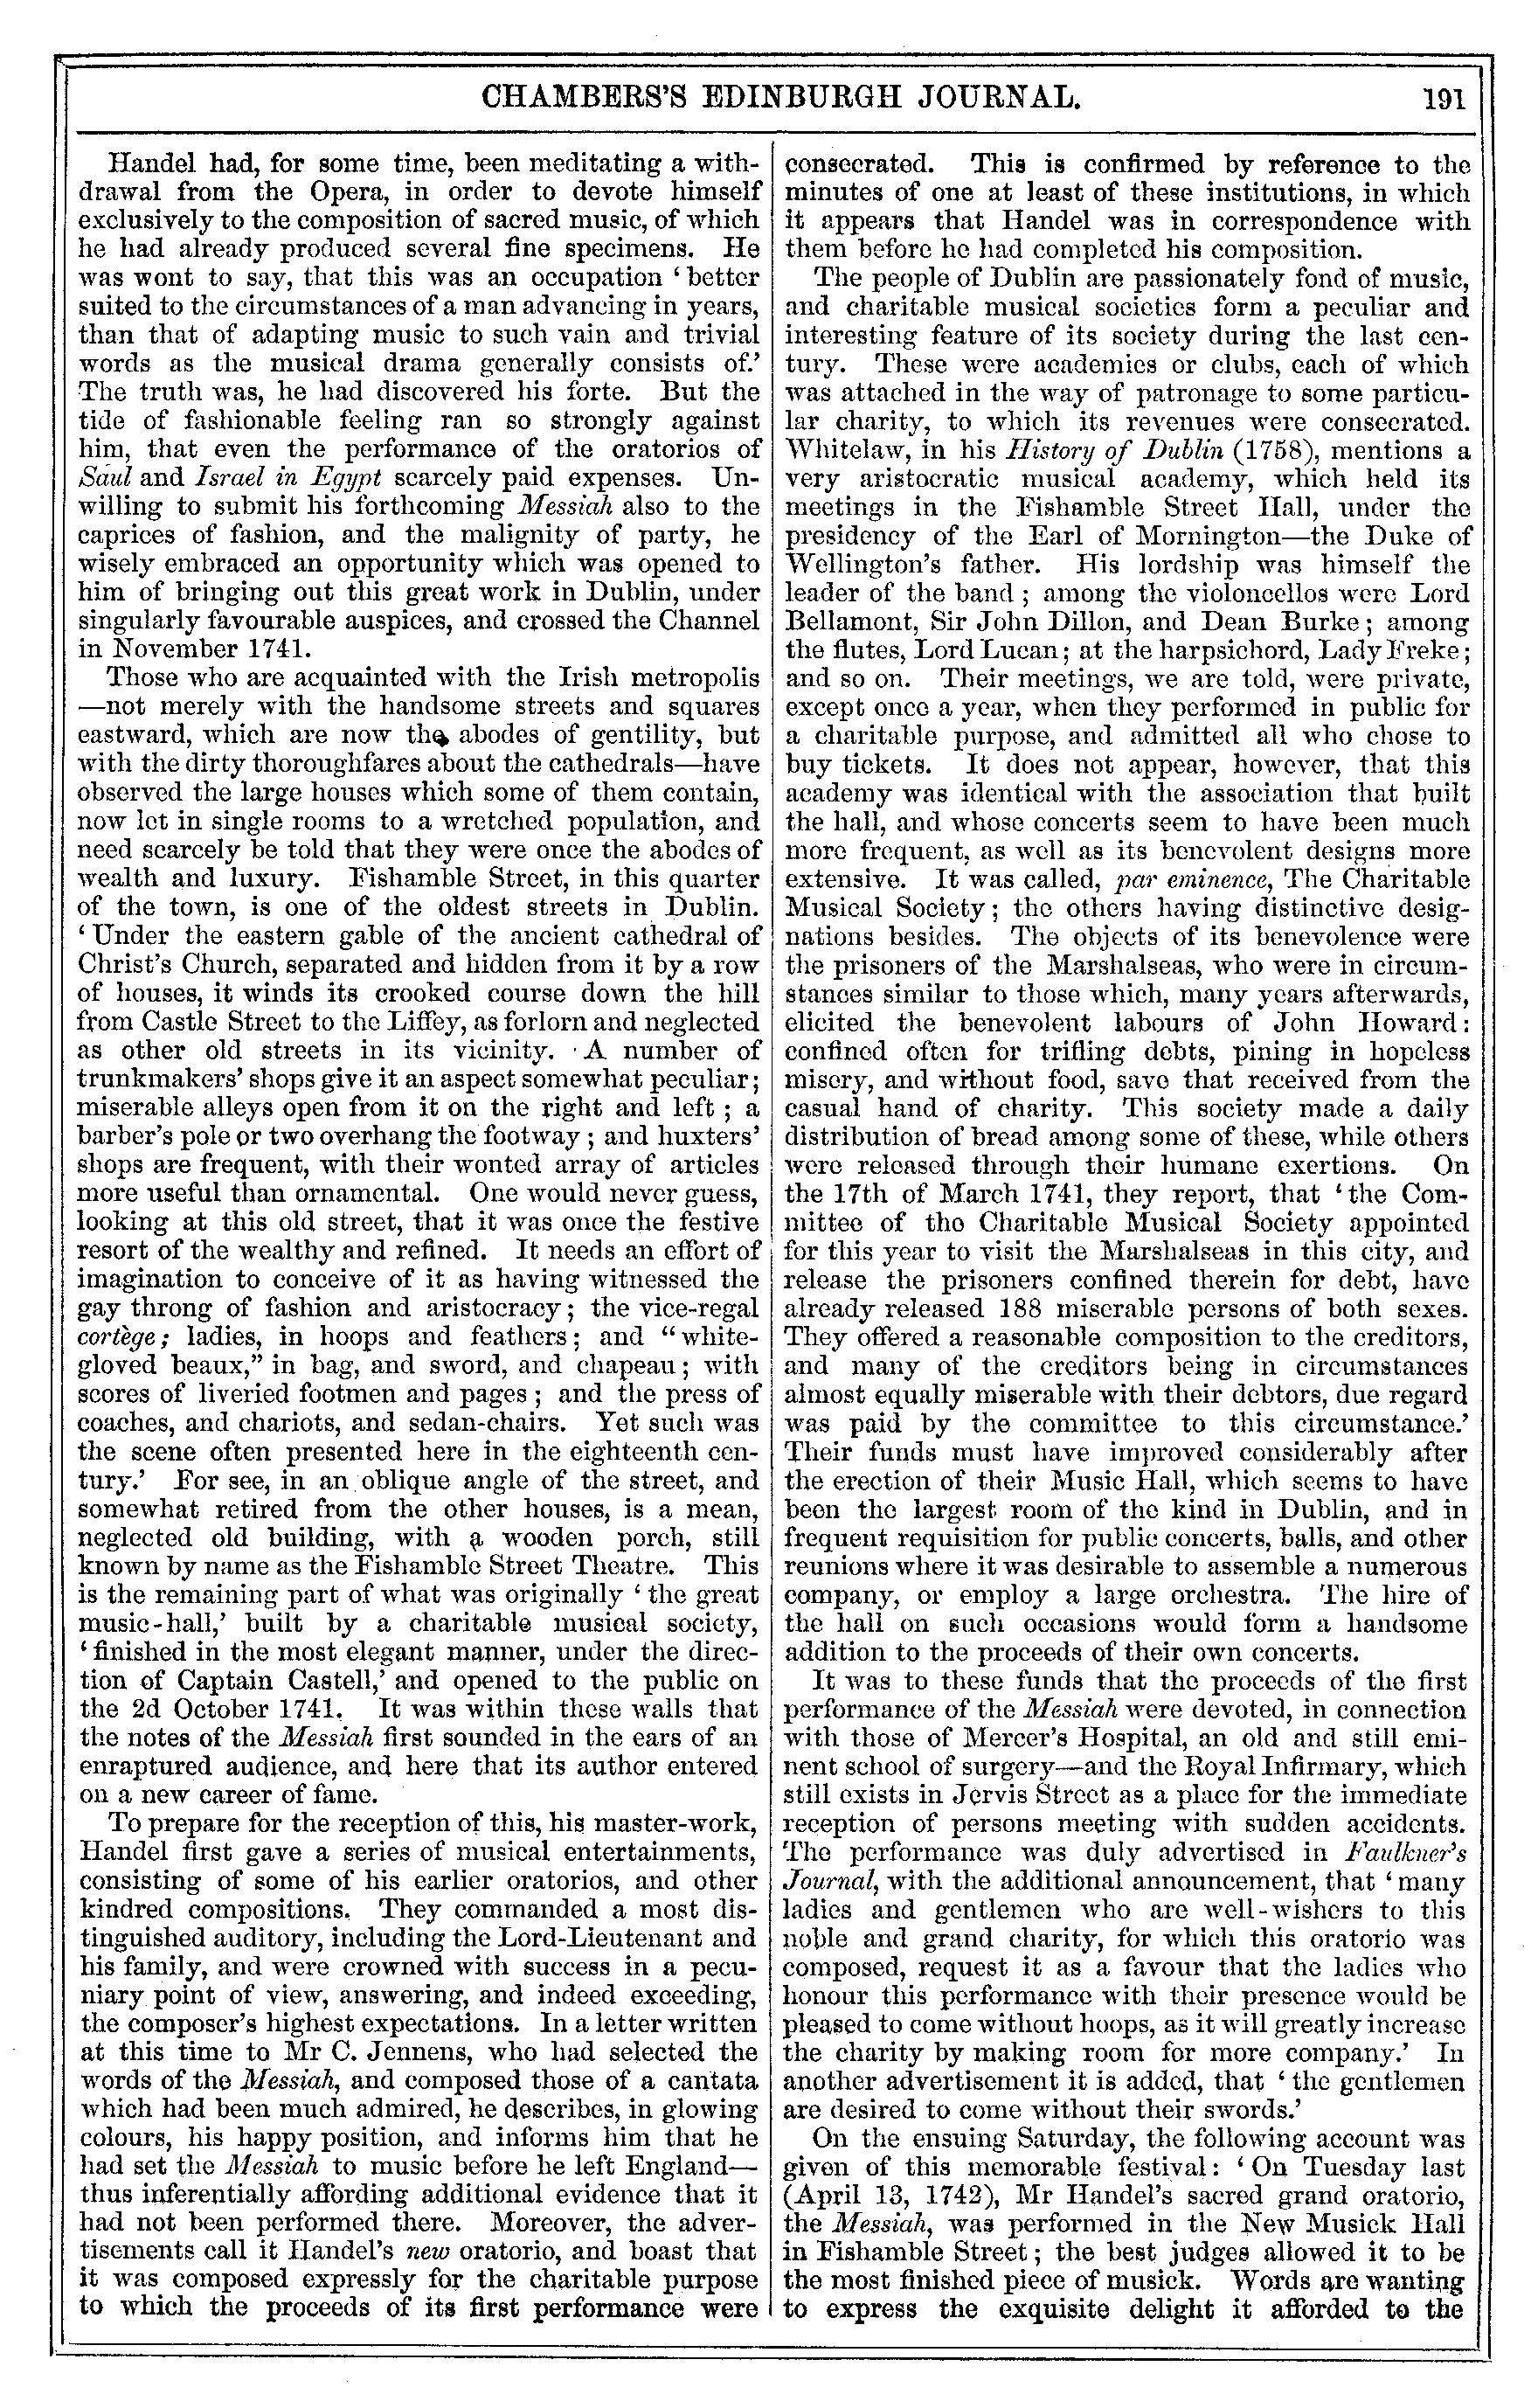 CHAMBERS'S EDINBURGH JOURNAL. 191
Handel had, for some time, been meditating a with-
drawal from the Opera, in order to devote himself
exclusively to the composition of sacred music, of which
he had already produced several fine specimens. He
was wont to say, that this was an occupation ‘better
suited to the circumstances of a man advancing in years,
than that of adapting music to such vain and trivial
words as the musical drama generally consists of.’
The truth was, he had discovered his forte. But the
tide of fashionable feeling ran so strongly against
him, that even the performance of the oratorios of
Saul and Israel in Egypt scarcely paid expenses. Un-
willing to submit his forthcoming Messiah also to the
caprices of fashion, and the malignity of party, he
wisely embraced an opportunity which was opened to
him of bringing out this great work in Dublin, under
singularly favourable auspices, and crossed the Channel
in November 1741.
Those who are acquainted with the Irish metropolis
—not merely with the handsome streets and squares
eastward, which are now the abodes of gentility, but
with the dirty thoroughfares about the cathedrals—have
observed the large houses which some of them contain,
now let in single rooms to a wretched population, and
need scarcely be told that they were once the abodes of
wealth and luxury. Fishamble Street, in this quarter
of the town, is one of the oldest streets in Dublin.
‘Under the eastern gable of the ancient cathedral of
Christ's Church, separated and hidden from it by a row
of houses, it winds its crooked course down the hill
from Castle Street to the Liffey, as forlorn and neglected
as other old streets in its vicinity. A number of
trunkmakers' shops give it an aspect somewhat peculiar;
miserable alleys open from it on the right and left; a
barber's pole or two overhang the footway; and huxters'
shops are frequent, with their wonted array of articles
more useful than ornamental. One would never guess,
looking at this old street, that it was once the festive
resort of the wealthy and refined. It needs an effort of
imagination to conceive of it as having witnessed the
gay throng of fashion and aristocracy; the vice-regal
cortège; ladies, in hoops and feathers; and “white-
gloved beaux,” in bag, and sword, and chapeau; with
scores of liveried footmen and pages; and the press of
coaches, and chariots, and sedan-chairs. Yet such was
the scene often presented here in the eighteenth cen-
tury.’ For see, in an oblique angle of the street, and
somewhat retired from the other houses, is a mean,
neglected old building, with a wooden porch, still
known by name as the Fishamble Street Theatre. This
is the remaining part of what was originally ‘the great
music-hall,’ built by a charitable musical society,
‘finished in the most elegant manner, under the direc-
tion of Captain Castell,’ and opened to the public on
the 2d October 1741. It was within these walls that
the notes of the Messiah first sounded in the ears of an
enraptured audience, and here that its author entered
on a new career of fame.
To prepare for the reception of this, his master-work,
Handel first gave a series of musical entertainments,
consisting of some of his earlier oratorios, and other
kindred compositions. They commanded a most dis-
tinguished auditory, including the Lord-Lieutenant and
his family, and were crowned with success in a pecu-
niary point of view, answering, and indeed exceeding,
the composer's highest expectations. In a letter written
at this time to Mr C. Jennens, who had selected the
words of the Messiah, and composed those of a cantata
which had been much admired, he describes, in glowing
colours, his happy position, and informs him that he
had set the Messiah to music before he left England—
thus inferentially affording additional evidence that it
had not been performed there. Moreover, the adver-
tisements call it Handel's new oratorio, and boast that
it was composed expressly for the charitable purpose
to which the proceeds of its first performance were
consecrated. This is confirmed by reference to the
minutes of one at least of these institutions, in which
it appears that Handel was in correspondence with
them before he had completed his composition.
The people of Dublin are passionately fond of music,
and charitable musical societies form a peculiar and
interesting feature of its society during the last cen-
tury. These were academies or clubs, each of which
was attached in the way of patronage to some particu-
lar charity, to which its revenues were consecrated.
Whitelaw, in his History of Dublin (1758), mentions a
very aristocratic musical academy, which held its
meetings in the Fishamble Street Hall, under the
presidency of the Earl of Mornington—the Duke of
Wellington's father. His lordship was himself the
leader of the band; among the violoncellos were Lord
Bellamont, Sir John Dillon, and Dean Burke; among
the flutes, Lord Lucan; at the harpsichord, Lady Freke;
and so on. Their meetings, we are told, were private,
except once a year, when they performed in public for
a charitable purpose, and admitted all who chose to
buy tickets. It does not appear, however, that this
academy was identical with the association that built
the hall, and whose concerts seem to have been much
more frequent, as well as its benevolent designs more
extensive. It was called, par eminence, The Charitable
Musical Society; the others having distinctive desig-
nations besides. The objects of its benevolence were
the prisoners of the Marshalseas, who were in circum-
stances similar to those which, many years afterwards,
elicited the benevolent labours of John Howard:
confined often for trifling debts, pining in hopeless
misery, and without food, save that received from the
casual hand of charity. This society made a daily
distribution of bread among some of these, while others
were released through their humane exertions. On
the 17th of March 1741, they report, that ‘the Com-
mittee of the Charitable Musical Society appointed
for this year to visit the Marshalseas in this city, and
release the prisoners confined therein for debt, have
already released 188 miserable persons of both sexes.
They offered a reasonable composition to the creditors,
and many of the creditors being in circumstances
almost equally miserable with their debtors, due regard
was paid by the committee to this circumstance.’
Their funds must have improved considerably after
the erection of their Music Hall, which seems to have
been the largest room of the kind in Dublin, and in
frequent requisition for public concerts, balls, and other
reunions where it was desirable to assemble a numerous
company, or employ a large orchestra. The hire of
the hall on such occasions would form a handsome
addition to the proceeds of their own concerts.
It was to these funds that the proceeds of the first
performance of the Messiah were devoted, in connection
with those of Mercer's Hospital, an old and still emi-
nent school of surgery—and the Royal Infirmary, which
still exists in Jervis Street as a place for the immediate
reception of persons meeting with sudden accidents.
The performance was duly advertised in Faulkner's
Journal, with the additional announcement, that ‘many
ladies and gentlemen who are well-wishers to this
noble and grand charity, for which this oratorio was
composed, request it as a favour that the ladies who
honour this performance with their presence would be
pleased to come without hoops, as it will greatly increase
the charity by making room for more company.’ In
another advertisement it is added, that ‘the gentlemen
are desired to come without their swords.’
On the ensuing Saturday, the following account was
given of this memorable festival: ‘On Tuesday last
(April 13, 1742), Mr Handel's sacred grand oratorio,
the Messiah, was performed in the New Musick Hall
in Fishamble Street; the best judges allowed it to be
the most finished piece of musick. Words are wanting
to express the exquisite delight it afforded to the